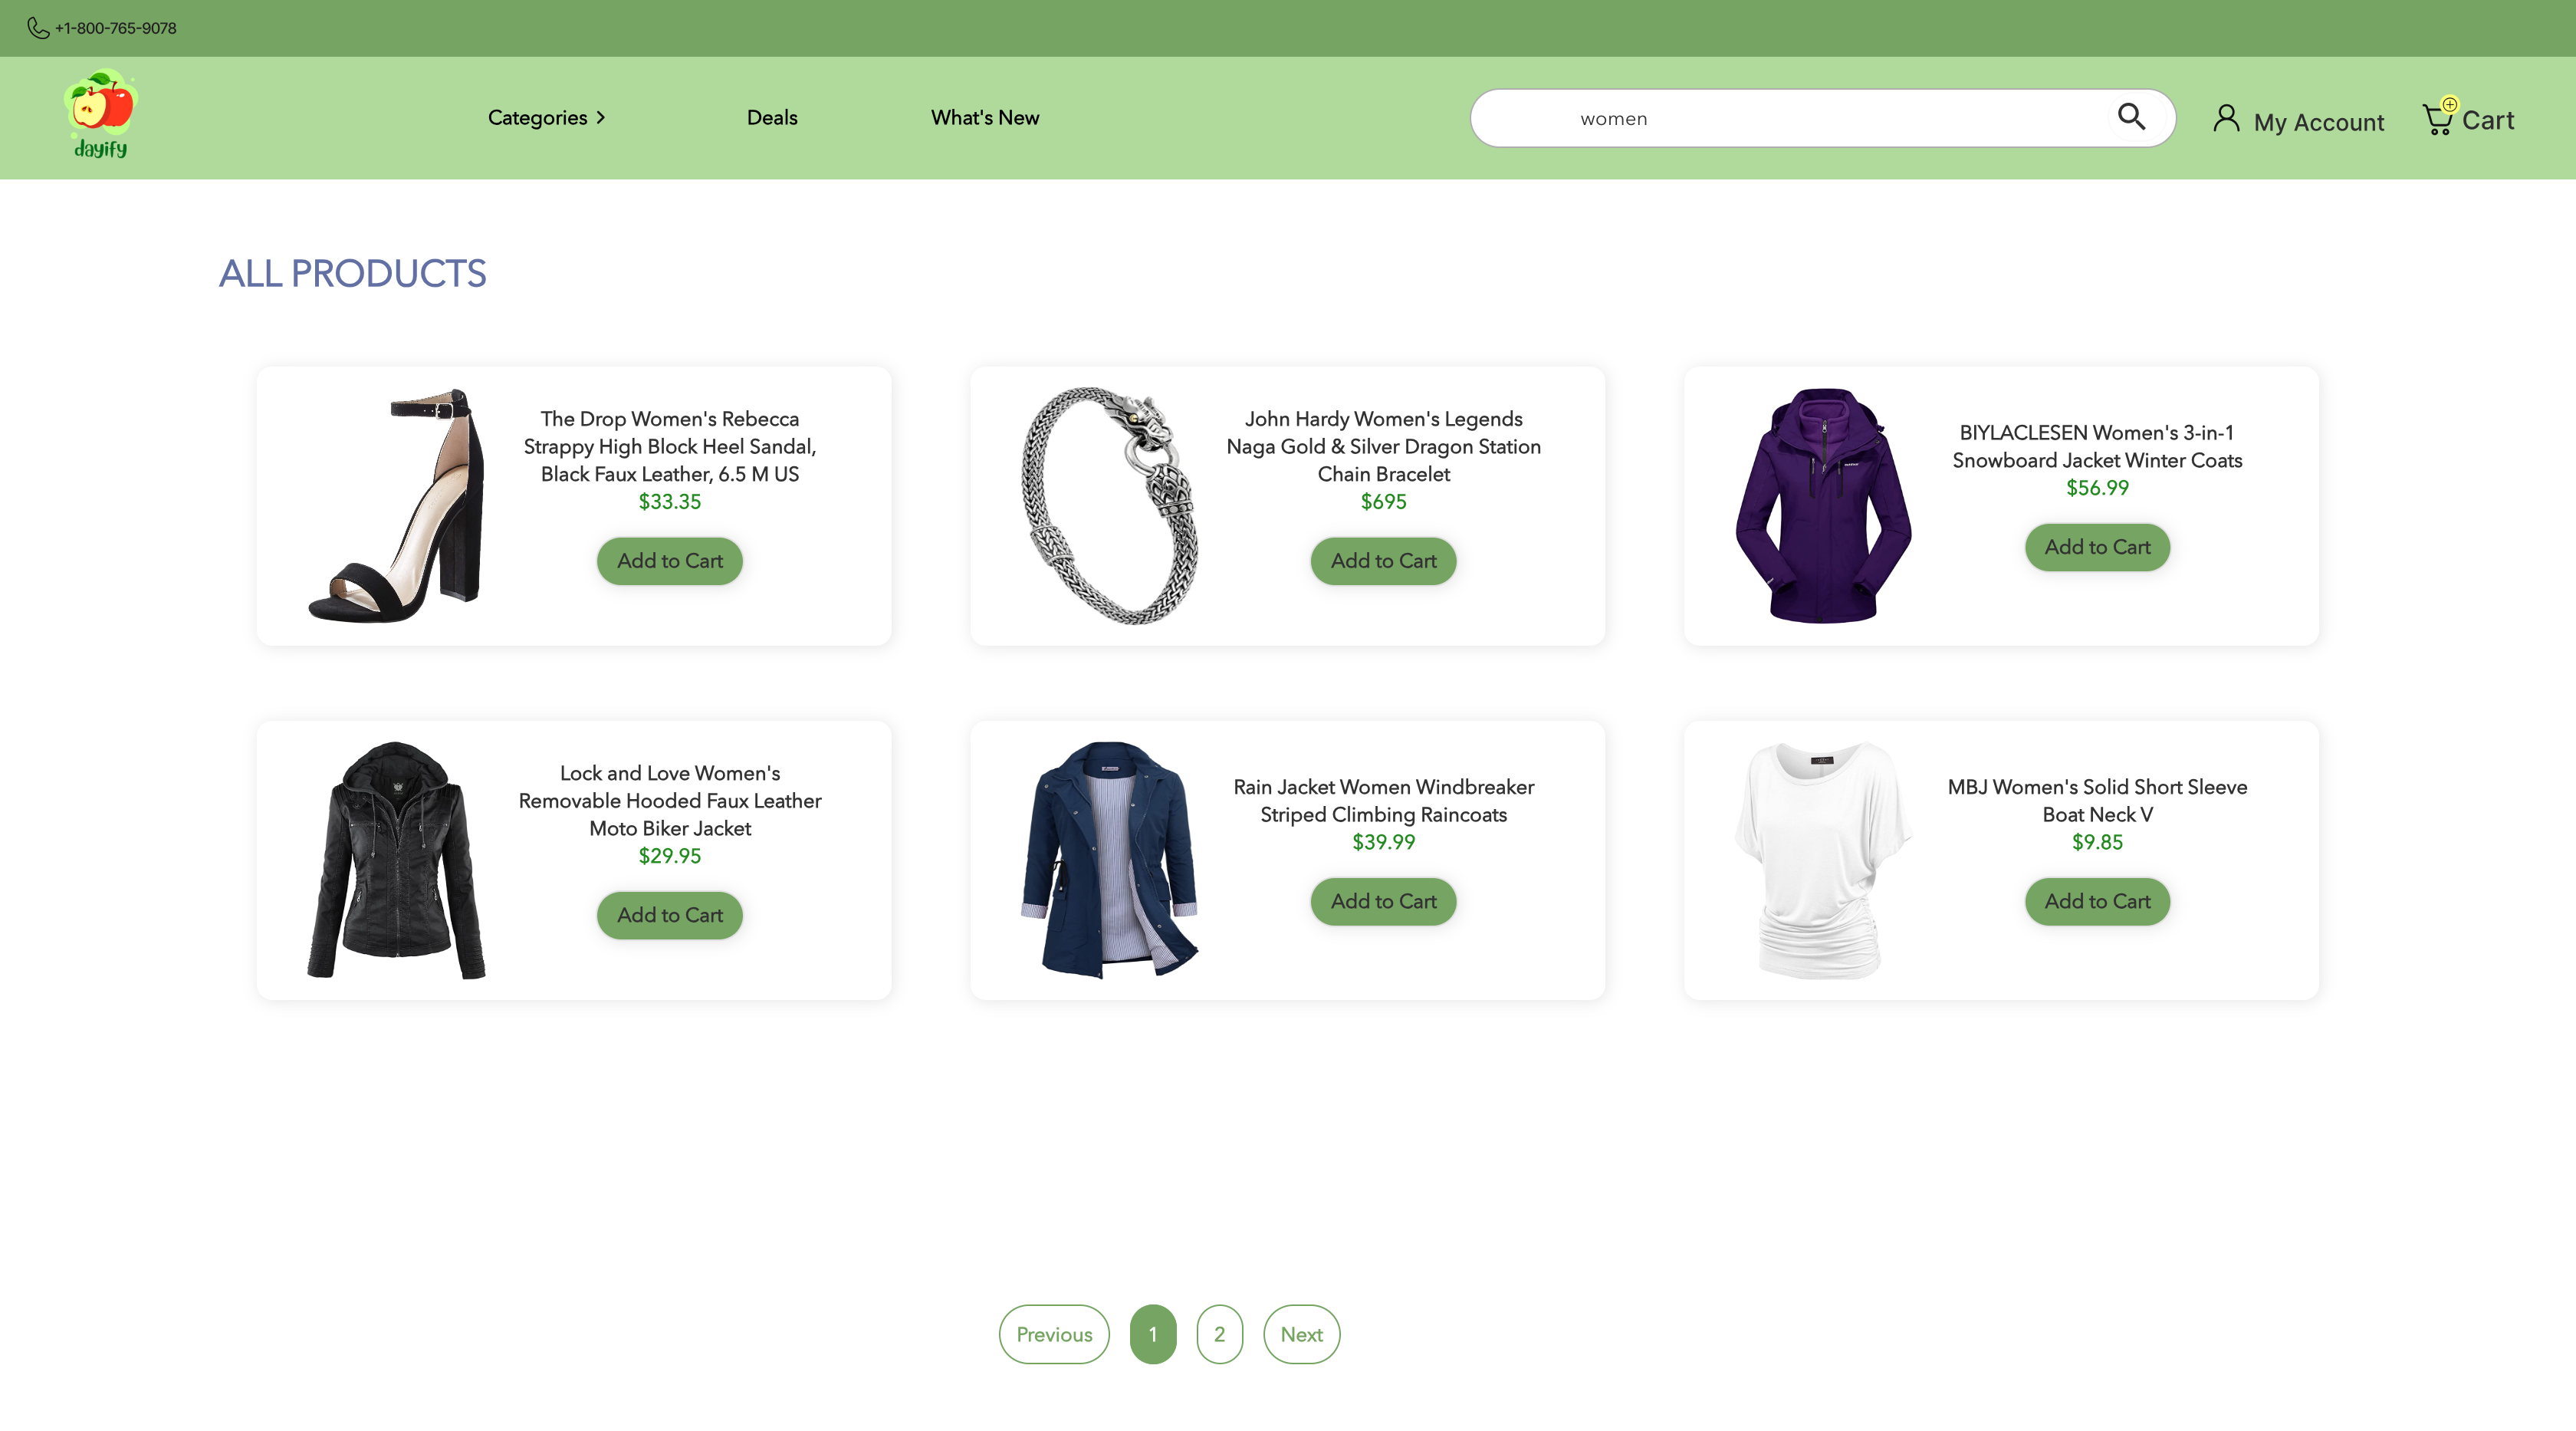 +1-800-765-9078
dayify
Categories
Deals
What's New
women
My Account
Cart
ALL PRODUCTS
The Drop Women's Rebecca
Strappy High Block Heel Sandal,
Black Faux Leather, 6.5 M US
$33.35
Add to Cart
John Hardy Women's Legends
Naga Gold & Silver Dragon Station
Chain Bracelet
$695
Add to Cart
BIYLACLESEN Women's 3-in-1
Snowboard Jacket Winter Coats
$56.99
Add to Cart
Lock and Love Women's
Removable Hooded Faux Leather
Moto Biker Jacket
$29.95
Add to Cart
Rain Jacket Women Windbreaker
Striped Climbing Raincoats
$39.99
Add to Cart
MBJ Women's Solid Short Sleeve
Boat Neck V
$9.85
Add to Cart
Previous
1
2
Next